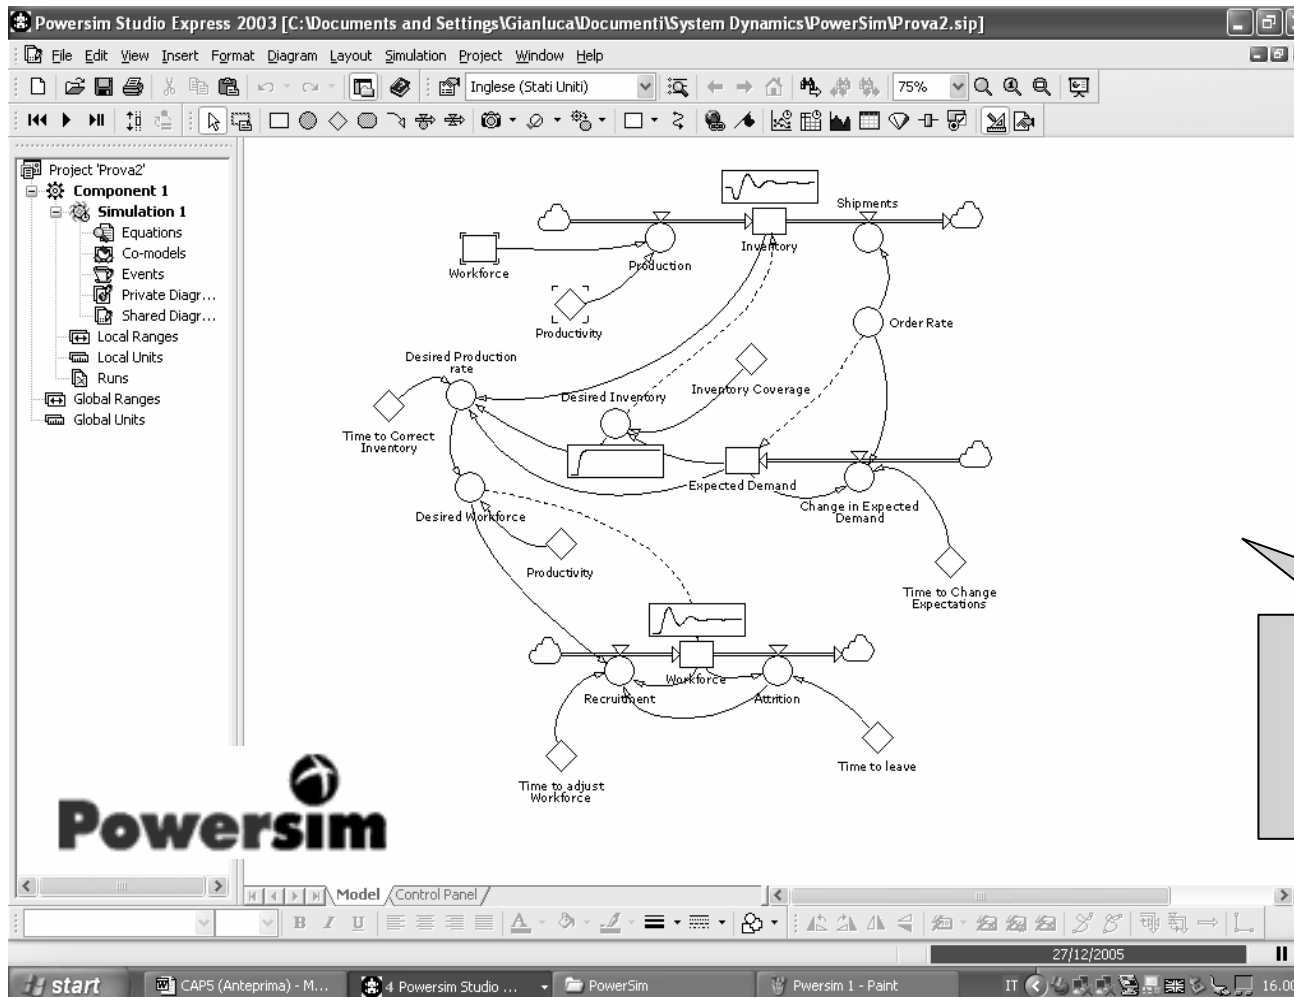 Powersim Studio Express 2003 [C:\Documents and Settings\Gianluca\Documenti\System Dynamics\PowerSim\Prova2.sip]
File Edit View Insert Format Diagram Layout Simulation Project Window Help
Inglese (Stati Uniti)
75%
Project 'Prova2'
Component 1
Simulation 1
Equations
Co-models
Events
Private Diagr...
Shared Diagr...
Local Ranges
Local Units
Runs
Global Ranges
Global Units
Shipments
Inventory
Workforce
Production
Productivity
Order Rate
Desired Production
rate
Inventory Coverage
Desired Inventory
Time to Correct
Inventory
Expected Demand
Change in Expected
Demand
Desired Workforce
Productivity
Time to Change
Expectations
Workforce
Recruitment
Attrition
Time to leave
Time to adjust
Workforce
Powersim
Model
Control Panel
B I U
A
27/12/2005
start
CAP5 (Anteprima) - M...
4 Powersim Studio ...
PowerSim
Pwersim 1 - Paint
IT
16.00